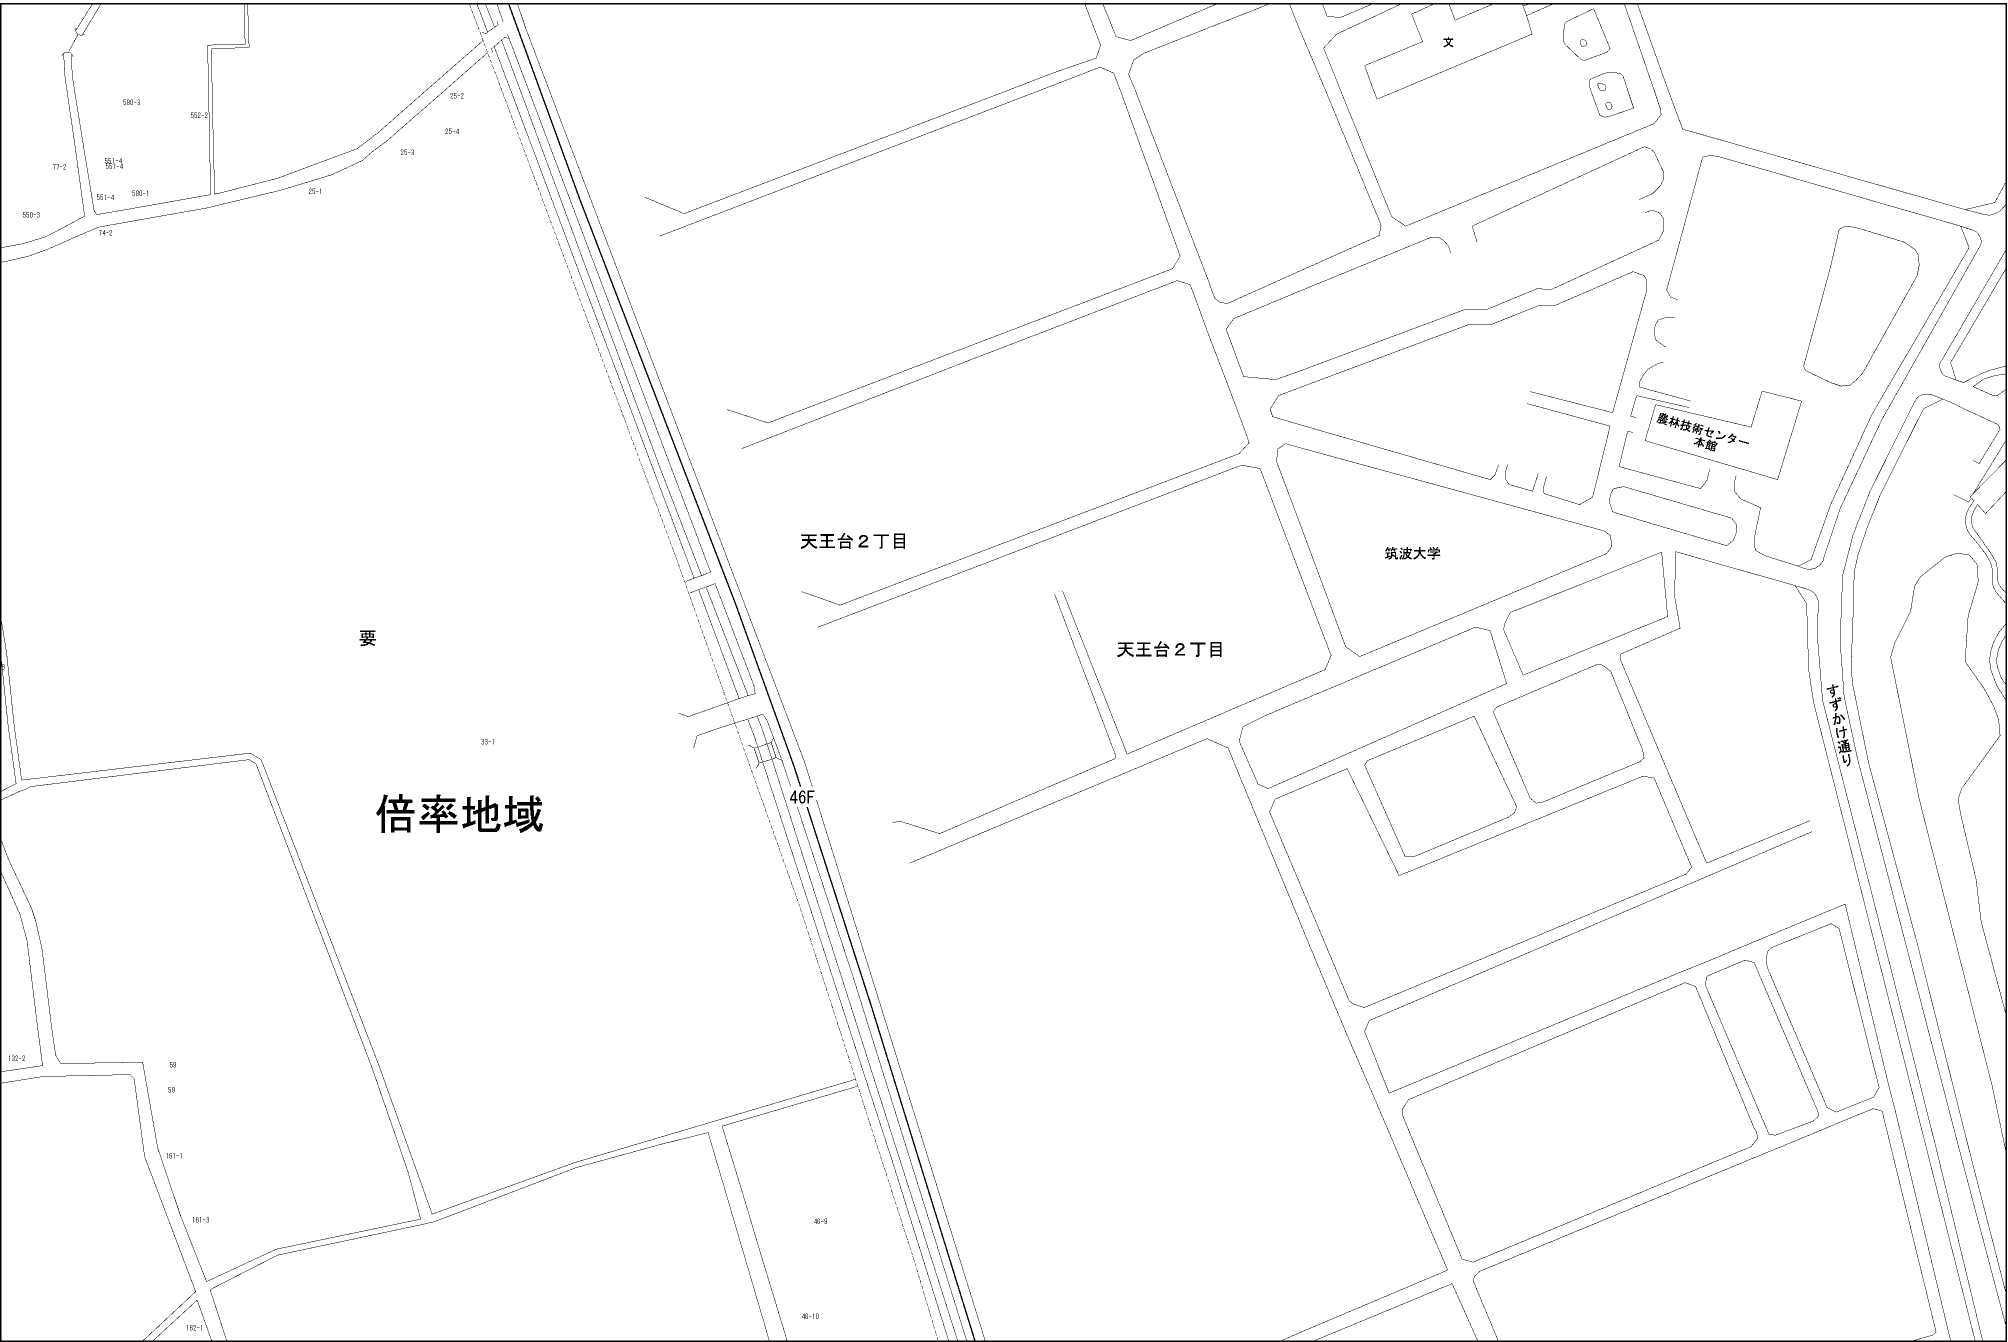 文
580-3
25-2
552-2
25-4
25-3
551-4
551-4
77-2
25-1
580-1
551-4
550-3
74-2
農林技術センター
本館
天王台２丁目
筑波大学
要
天王台２丁目
すずかけ通り
33-1
46F
倍率地域
132-2
59
59
161-1
161-3
46-9
46-10
162-1